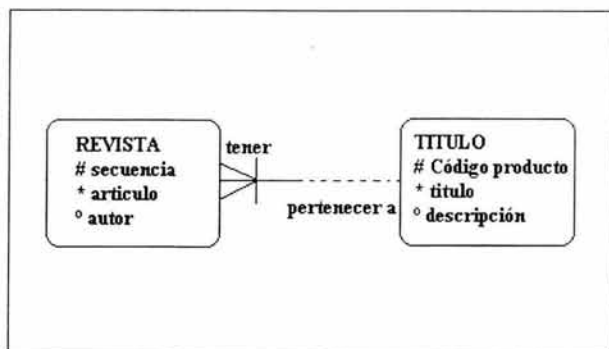 REVISTA
# secuencia
* articulo
º autor
tener
pertenecer a
TITULO
# Código producto
* titulo
º descripción